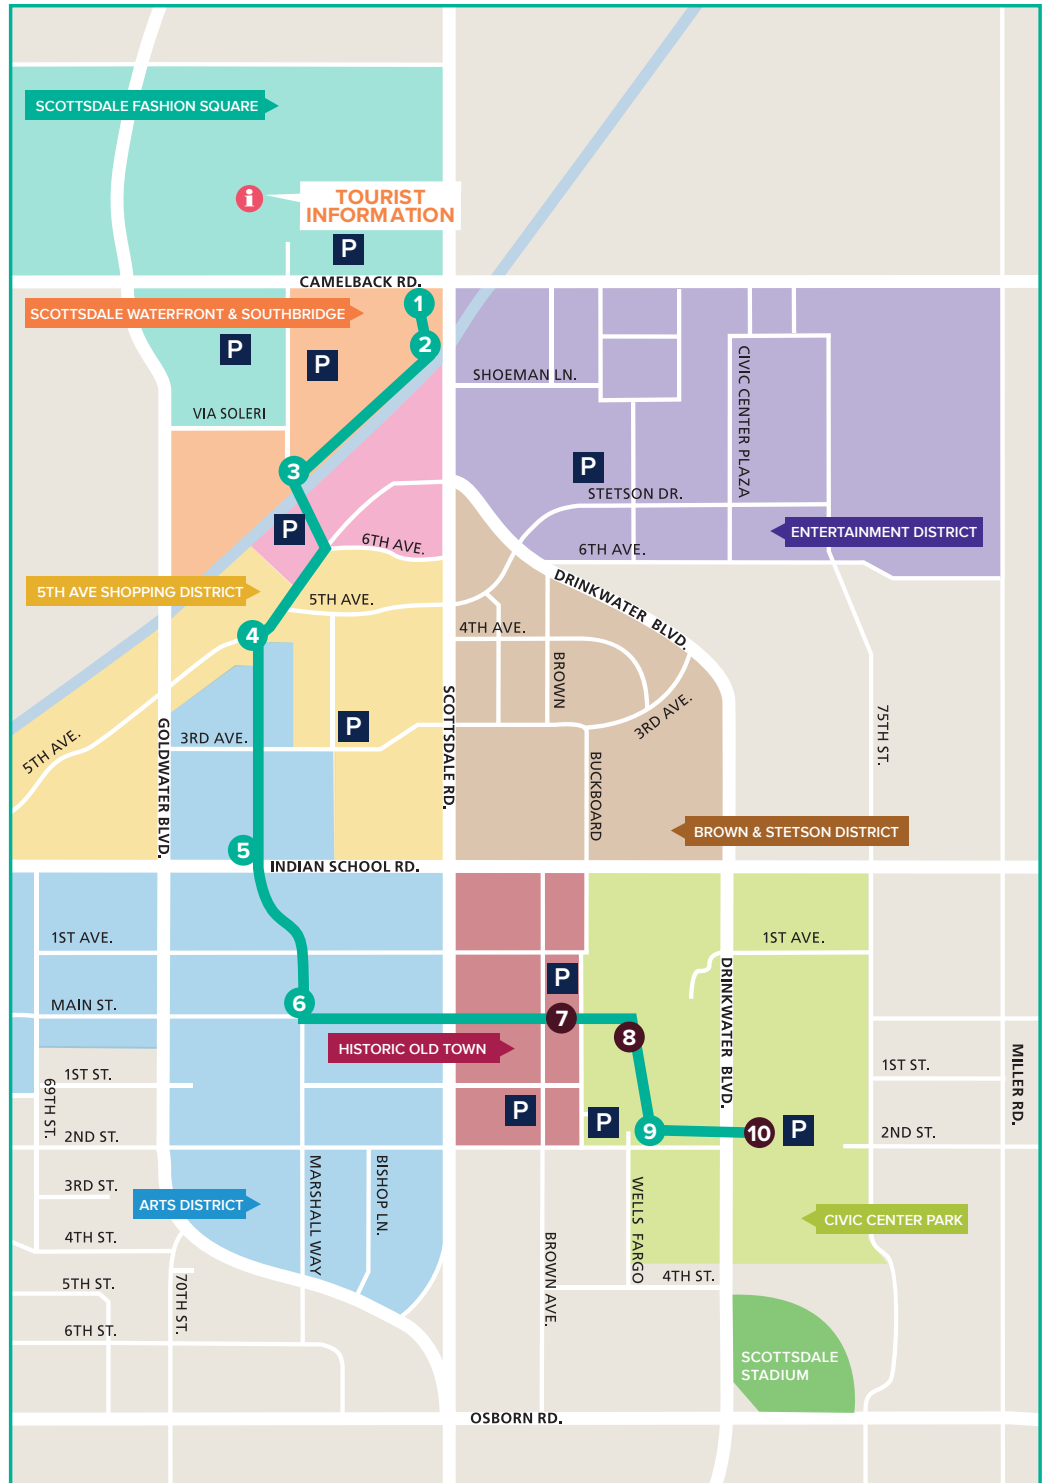 SCOTTSDALE FASHION SQUARE
i
TOURIST
INFORMATION
P
CAMELBACK RD.
1
SCOTTSDALE WATERFRONT & SOUTHBRIDGE
2
P
P
SHOEMAN LN.
CIVIC CENTER PLAZA
VIA SOLERI
3
P
STETSON DR.
P
6TH AVE.
ENTERTAINMENT DISTRICT
6TH AVE.
5TH AVE SHOPPING DISTRICT
5TH AVE.
DRINKWATER BLVD.
4
4TH AVE.
BROWN
SCOTTSDALE RD.
3RD AVE.
P
GOLDWATER BLVD.
3RD AVE.
5TH AVE.
75TH ST.
BUCKBOARD
BROWN & STETSON DISTRICT
5
INDIAN SCHOOL RD.
1ST AVE.
1ST AVE.
P
DRINKWATER BLVD.
MAIN ST.
6
7
8
HISTORIC OLD TOWN
MILLER RD.
1ST ST.
1ST ST.
69TH ST.
P
P
9
10
P
2ND ST.
2ND ST.
3RD ST.
ARTS DISTRICT
MARSHALL WAY
BISHOP LN.
WELLS FARGO
CIVIC CENTER PARK
4TH ST.
BROWN AVE.
4TH ST.
5TH ST.
70TH ST.
6TH ST.
SCOTTSDALE
STADIUM
OSBORN RD.